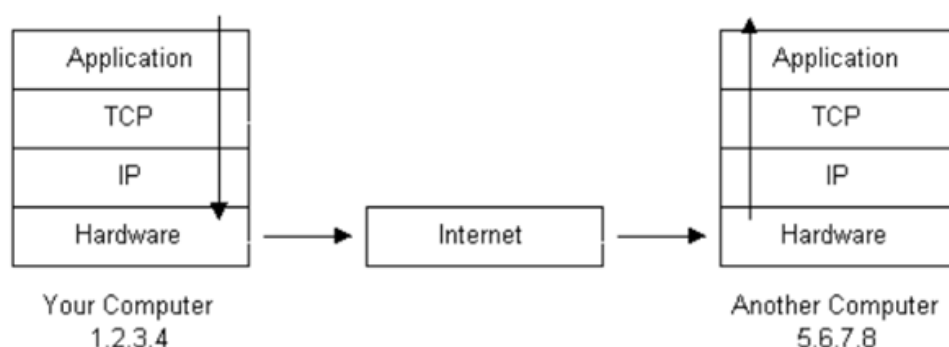 Application
TCP
IP
Hardware
Your Computer
1.2.3.4
Internet
Application
TCP
IP
Hardware
Another Computer
5.6.7.8